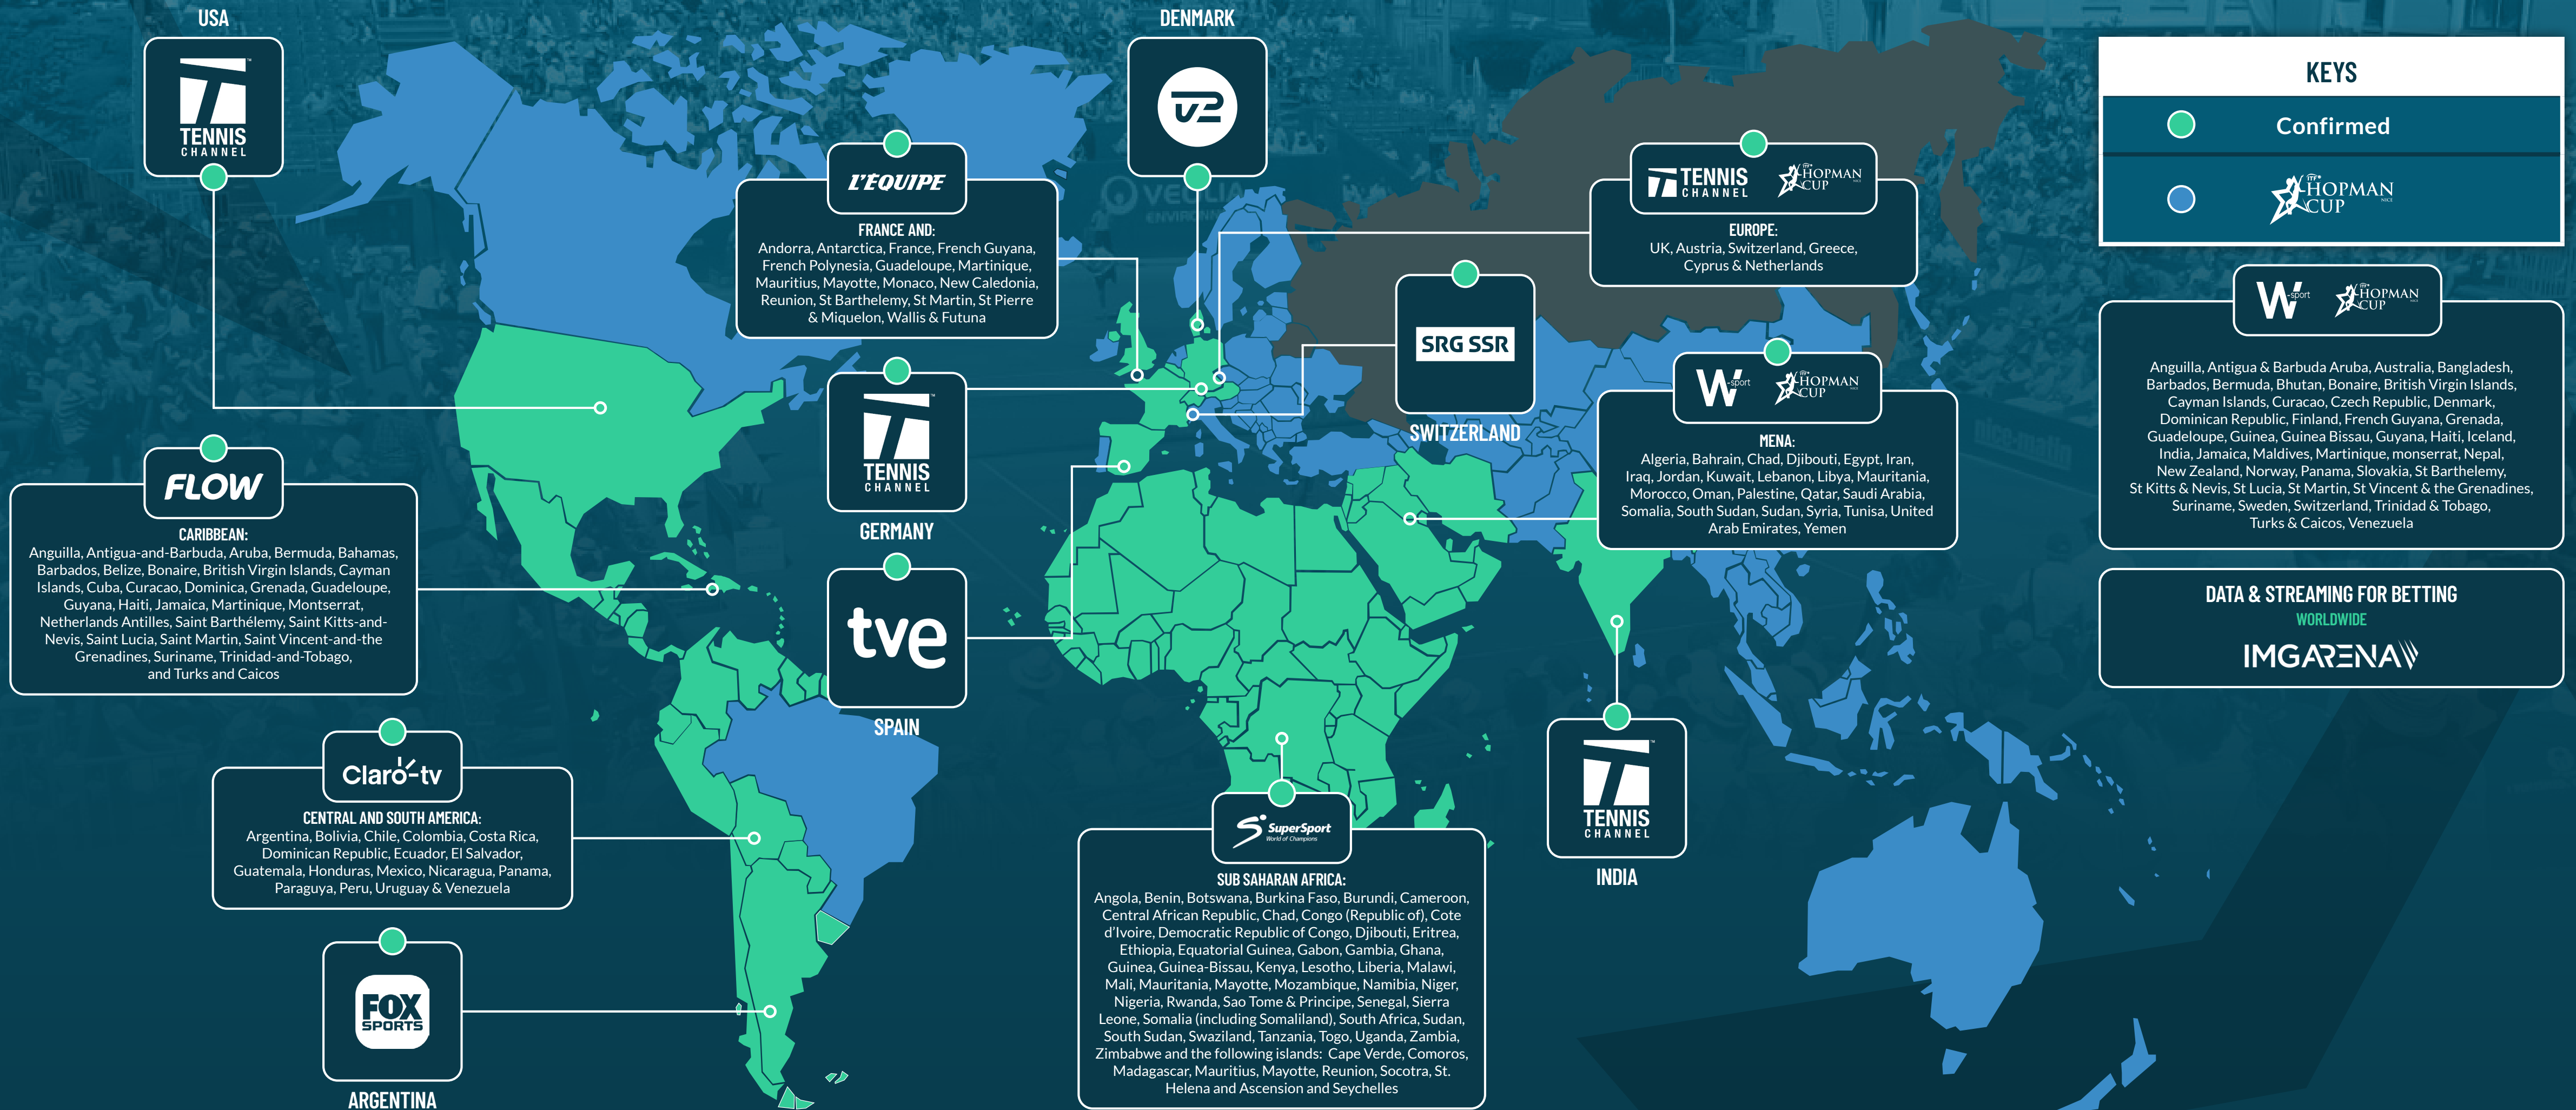 USA
TENNIS
CHANNEL
DENMARK
L'ÉQUIPE
FRANCE AND:
Andorra, Antarctica, France, French Guyana,
French Polynesia, Guadeloupe, Martinique,
Mauritius, Mayotte, Monaco, New Caledonia,
Reunion, St Barthelemy, St Martin, St Pierre
& Miquelon, Wallis & Futuna
TENNIS
CHANNEL
HOPMAN
CUP
EUROPE:
UK, Austria, Switzerland, Greece,
Cyprus & Netherlands
KEYS
Confirmed
HOPMAN
CUP
NICE
SRG SSR
SWITZERLAND
TENNIS
CHANNEL
GERMANY
W-sport
HOPMAN
CUP
MENA:
Algeria, Bahrain, Chad, Djibouti, Egypt, Iran,
Iraq, Jordan, Kuwait, Lebanon, Libya, Mauritania,
Morocco, Oman, Palestine, Qatar, Saudi Arabia,
Somalia, South Sudan, Sudan, Syria, Tunisa, United
Arab Emirates, Yemen
W-sport
HOPMAN
CUP
Anguilla, Antigua & Barbuda Aruba, Australia, Bangladesh,
Barbados, Bermuda, Bhutan, Bonaire, British Virgin Islands,
Cayman Islands, Curacao, Czech Republic, Denmark,
Dominican Republic, Finland, French Guyana, Grenada,
Guadeloupe, Guinea, Guinea Bissau, Guyana, Haiti, Iceland,
India, Jamaica, Maldives, Martinique, monserrat, Nepal,
New Zealand, Norway, Panama, Slovakia, St Barthelemy,
St Kitts & Nevis, St Lucia, St Martin, St Vincent & the Grenadines,
Suriname, Sweden, Switzerland, Trinidad & Tobago,
Turks & Caicos, Venezuela
DATA & STREAMING FOR BETTING
WORLDWIDE
IMGARENA
FLOW
CARIBBEAN:
Anguilla, Antigua-and-Barbuda, Aruba, Bermuda, Bahamas,
Barbados, Belize, Bonaire, British Virgin Islands, Cayman
Islands, Cuba, Curacao, Dominica, Grenada, Guadeloupe,
Guyana, Haiti, Jamaica, Martinique, Montserrat,
Netherlands Antilles, Saint Barthélemy, Saint Kitts-and-
Nevis, Saint Lucia, Saint Martin, Saint Vincent-and-the
Grenadines, Suriname, Trinidad-and-Tobago,
and Turks and Caicos
tve
SPAIN
Claro-tv
CENTRAL AND SOUTH AMERICA:
Argentina, Bolivia, Chile, Colombia, Costa Rica,
Dominican Republic, Ecuador, El Salvador,
Guatemala, Honduras, Mexico, Nicaragua, Panama,
Paraguya, Peru, Uruguay & Venezuela
FOX
SPORTS
ARGENTINA
SuperSport
World of Champions
SUB SAHARAN AFRICA:
Angola, Benin, Botswana, Burkina Faso, Burundi, Cameroon,
Central African Republic, Chad, Congo (Republic of), Cote
d'Ivoire, Democratic Republic of Congo, Djibouti, Eritrea,
Ethiopia, Equatorial Guinea, Gabon, Gambia, Ghana,
Guinea, Guinea-Bissau, Kenya, Lesotho, Liberia, Malawi,
Mali, Mauritania, Mayotte, Mozambique, Namibia, Niger,
Nigeria, Rwanda, Sao Tome & Principe, Senegal, Sierra
Leone, Somalia (including Somaliland), South Africa, Sudan,
South Sudan, Swaziland, Tanzania, Togo, Uganda, Zambia,
Zimbabwe and the following islands: Cape Verde, Comoros,
Madagascar, Mauritius, Mayotte, Reunion, Socotra, St.
Helena and Ascension and Seychelles
TENNIS
CHANNEL
INDIA